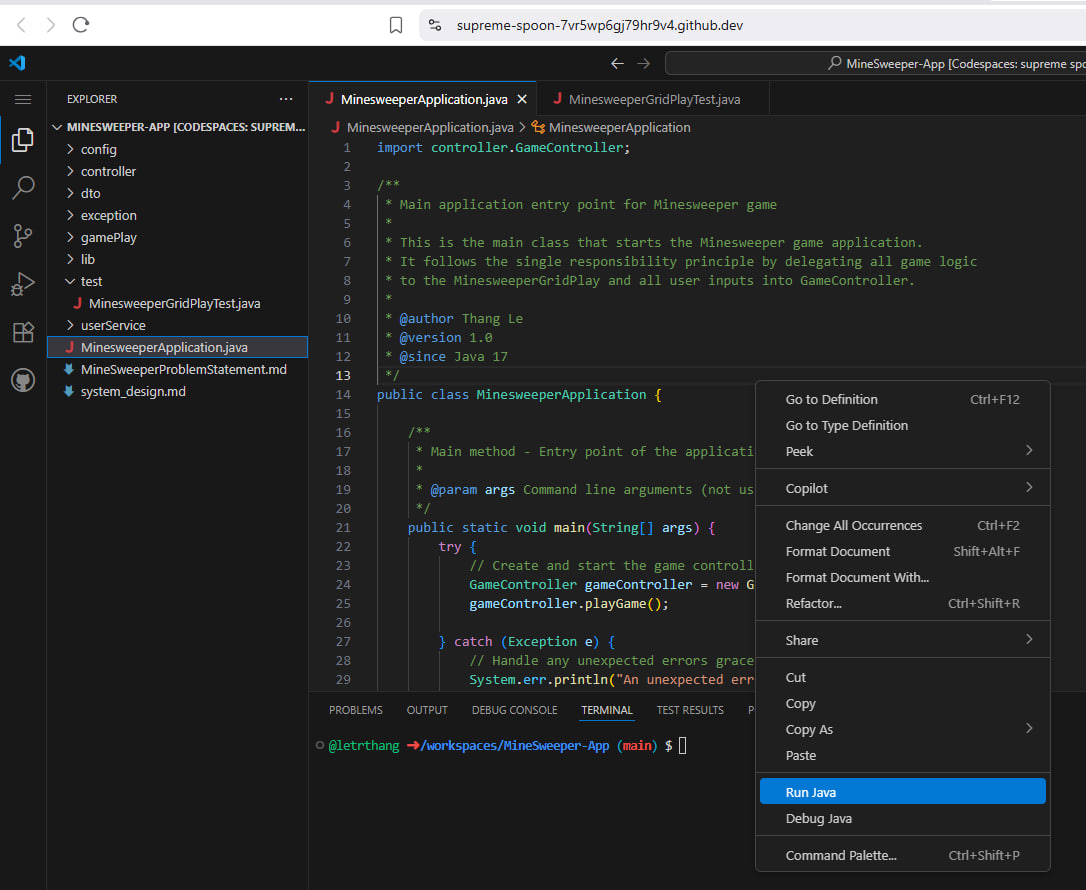 supreme-spoon-7vr5wp6gj79hr9v4.github.dev
MineSweeper-App [Codespaces: supreme spo
EXPLORER
MINESWEEPER-APP [CODESPACES: SUPREM...
config
controller
dto
exception
gamePlay
lib
test
J MinesweeperGridPlayTest.java
userService
J MinesweeperApplication.java
MineSweeperProblemStatement.md
system_design.md
J MinesweeperApplication.java
J MinesweeperGridPlayTest.java
J MinesweeperApplication.java > MinesweeperApplication
1 import controller.GameController;
2
3 /**
4 * Main application entry point for Minesweeper game
5 *
6 * This is the main class that starts the Minesweeper game application.
7 * It follows the single responsibility principle by delegating all game logic
8 * to the MinesweeperGridPlay and all user inputs into GameController.
9 *
10 * @author Thang Le
11 * @version 1.0
12 * @since Java 17
13 */
14 public class MinesweeperApplication {
15
16 /**
17 * Main method - Entry point of the applicati
18 *
19 * @param args Command line arguments (not us
20 */
21 public static void main(String[] args) {
22 try {
23 // Create and start the game controll
24 GameController gameController = new G
25 gameController.playGame();
26
27 } catch (Exception e) {
28 // Handle any unexpected errors grace
29 System.err.println("An unexpected err
PROBLEMS OUTPUT DEBUG CONSOLE TERMINAL TEST RESULTS P
@letrthang ➜/workspaces/MineSweeper-App (main) $
Go to Definition Ctrl+F12
Go to Type Definition
Peek
Copilot
Change All Occurrences Ctrl+F2
Format Document Shift+Alt+F
Format Document With...
Refactor... Ctrl+Shift+R
Share
Cut
Copy
Copy As
Paste
Run Java
Debug Java
Command Palette... Ctrl+Shift+P